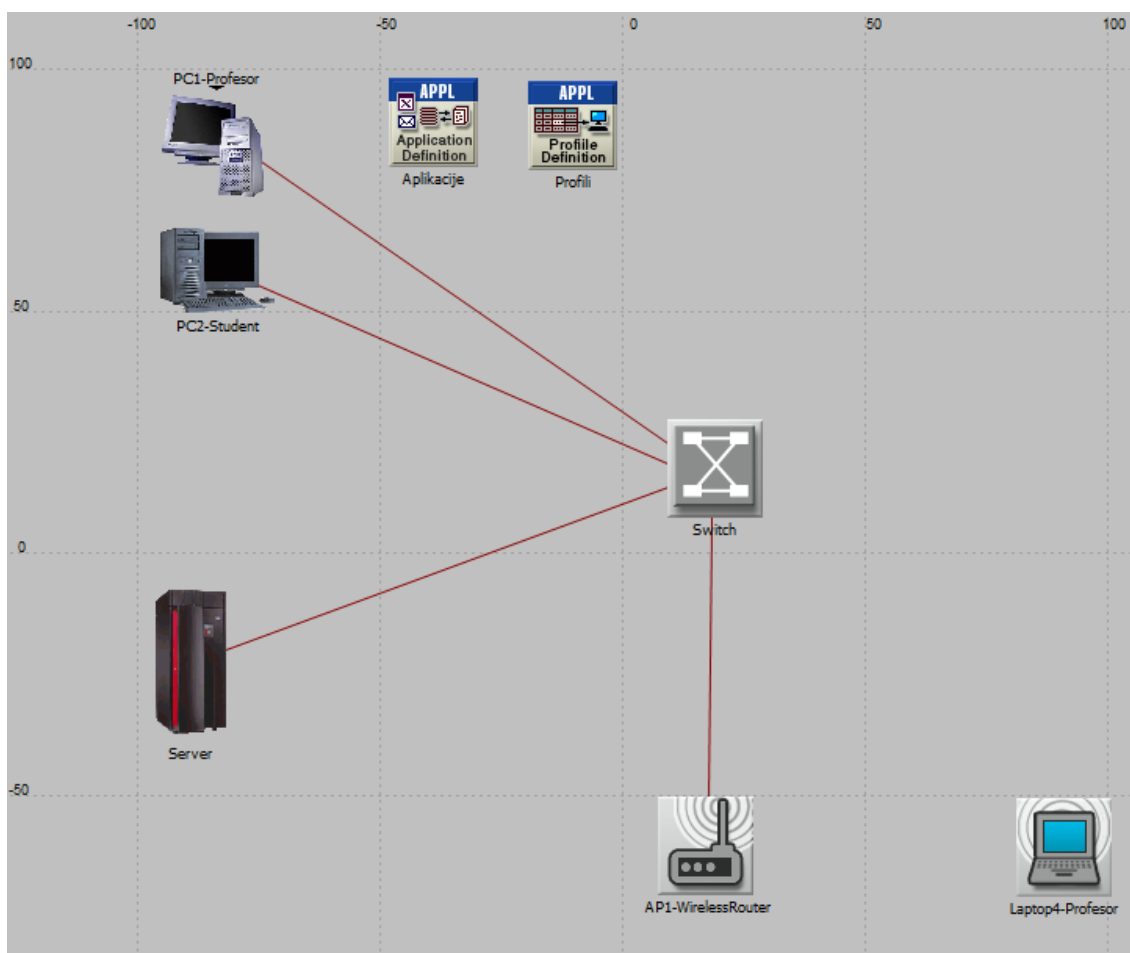 -100 -50 0 50 100
100
PC1-Profesor
APPL
Application
Definition
Aplikacije
APPL
Profiile
Definition
Profili
PC2-Student
50
Switch
0
Server
-50
AP1-WirelessRouter
Laptop4-Profesor